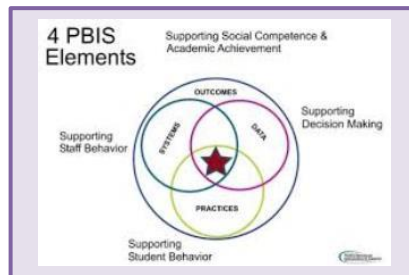 4 PBIS
Elements
Supporting Social Competence &
Academic Achievement
OUTCOMES
Supporting
Decision Making
SYSTEMS
DATA
Supporting
Staff Behavior
PRACTICES
Supporting
Student Behavior